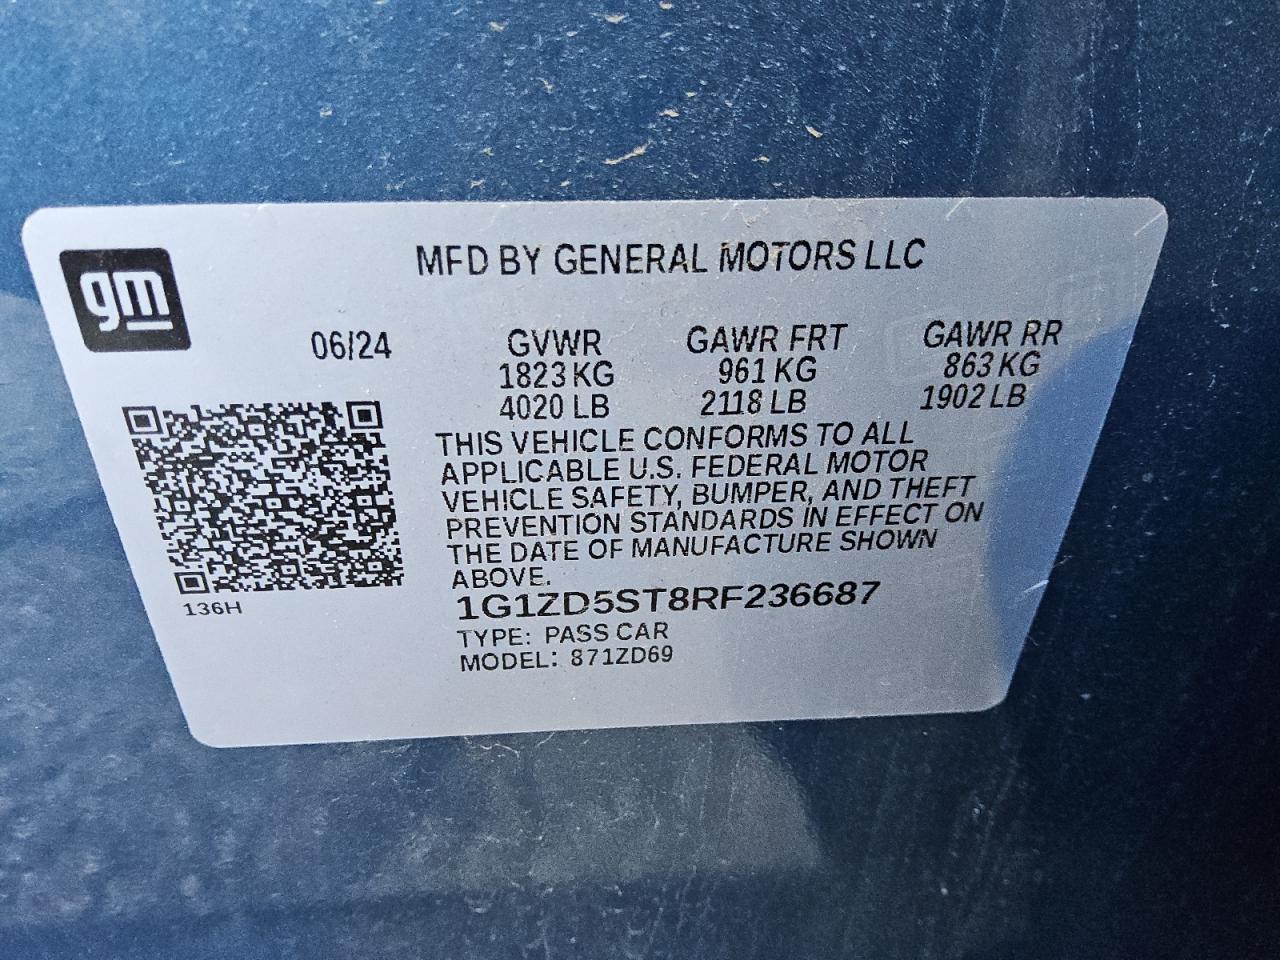 MFD BY GENERAL MOTORS LLC
gm
06/24 GVWR GAWR FRT GAWR RR
1823 KG 961 KG 863 KG
4020 LB 2118 LB 1902 LB
THIS VEHICLE CONFORMS TO ALL
APPLICABLE U.S. FEDERAL MOTOR
VEHICLE SAFETY, BUMPER, AND THEFT
PREVENTION STANDARDS IN EFFECT ON
THE DATE OF MANUFACTURE SHOWN
ABOVE.
136H
1G1ZD5ST8RF236687
TYPE: PASS CAR
MODEL: 871ZD69